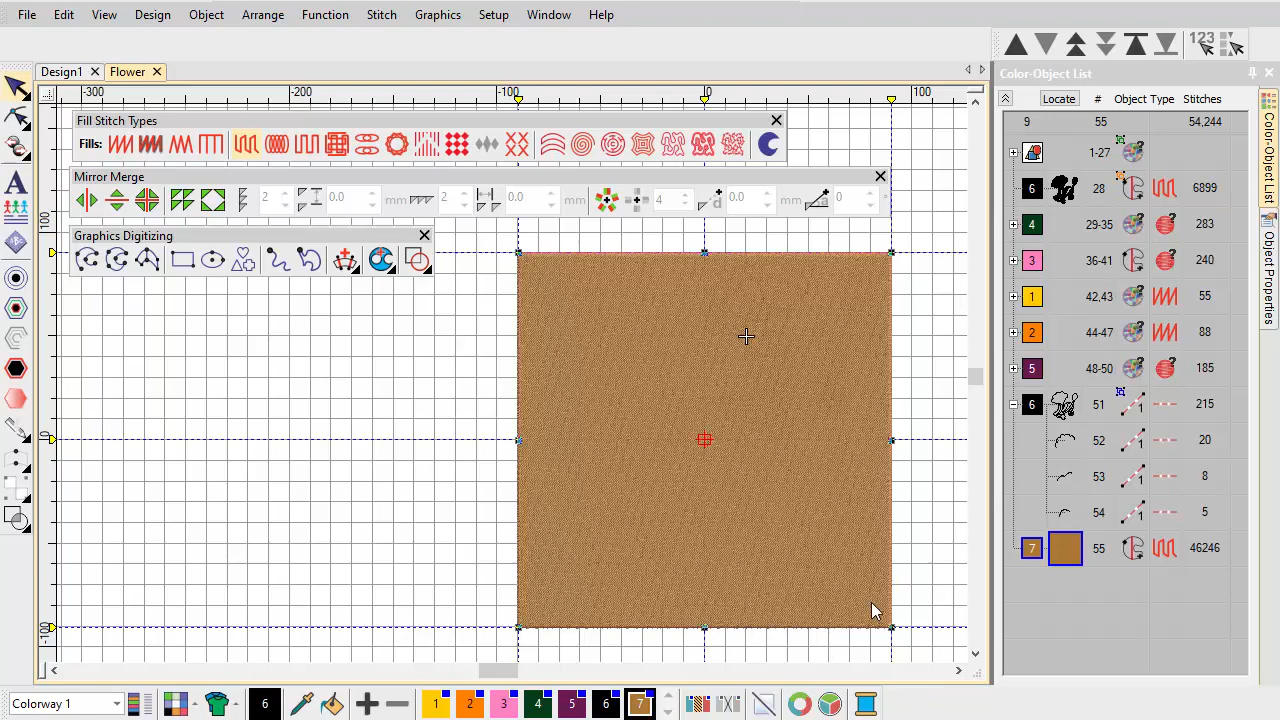 File Edit View Design Object Arrange Function Stitch Graphics Setup Window Help
123
Design1 Flower
Color-Object List
-300 -200 -100 0 100
Locate # Object Type Stitches
Fill Stitch Types
Fills:
9 55 54,244
1-27
Mirror Merge
2 0.0 mm 2 0.0 mm 4 0.0 mm 0
6 28 6899
100
4 29-35 283
Graphics Digitizing
3 36-41 240
1 42,43 55
2 44-47 88
5 48-50 185
6 51 215
0
52 20
53 8
54 5
7 55 46246
-100
Color-Object List
Object Properties
Colorway 1 6 1 2 3 4 5 6 7